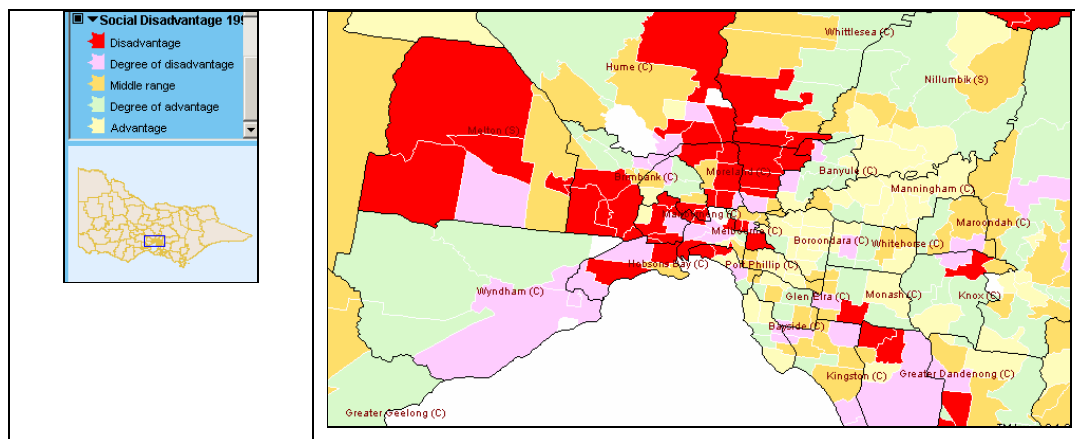 Social Disadvantage 199
Disadvantage
Degree of disadvantage
Middle range
Degree of advantage
Advantage
Whittlesea (C)
Hume (C)
Nillumbik (S)
Melton (S)
Brimbank (C)
Moreland (C)
Banyule (C)
Manningham (C)
Maribyrnong (C)
Melbourne (C)
Maroondah (C)
Boroondara (C)
Whitehorse (C)
Hobsons Bay (C)
Port Phillip (C)
Wyndham (C)
Glen Eira (C)
Monash (C)
Knox (C)
Bayside (C)
Kingston (C)
Greater Dandenong (C)
Greater Geelong (C)